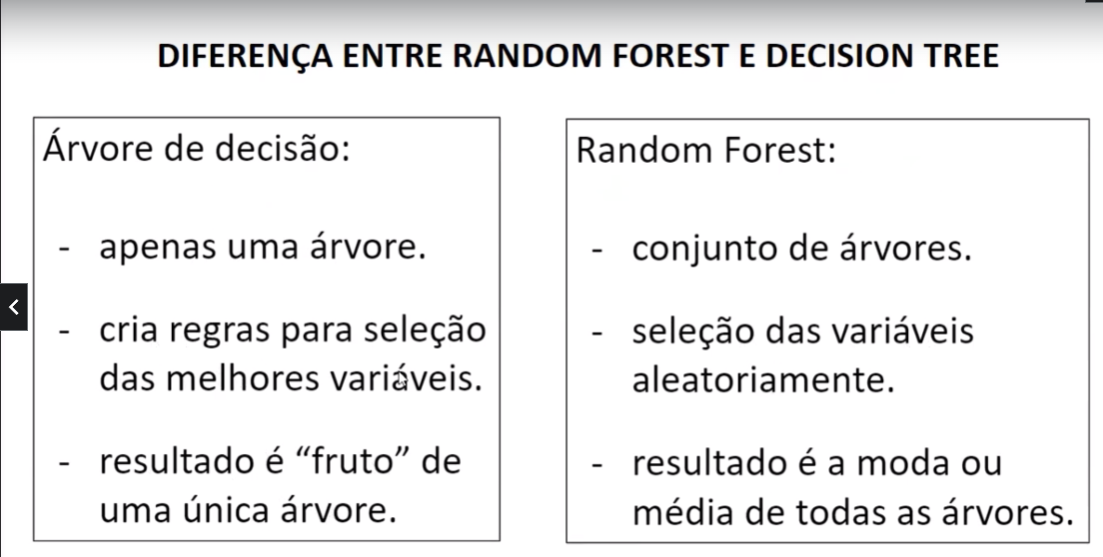 DIFERENÇA ENTRE RANDOM FOREST E DECISION TREE
Árvore de decisão:
- apenas uma árvore.
- cria regras para seleção
das melhores variáveis.
- resultado é “fruto” de
uma única árvore.
Random Forest:
- conjunto de árvores.
- seleção das variáveis
aleatoriamente.
- resultado é a moda ou
média de todas as árvores.